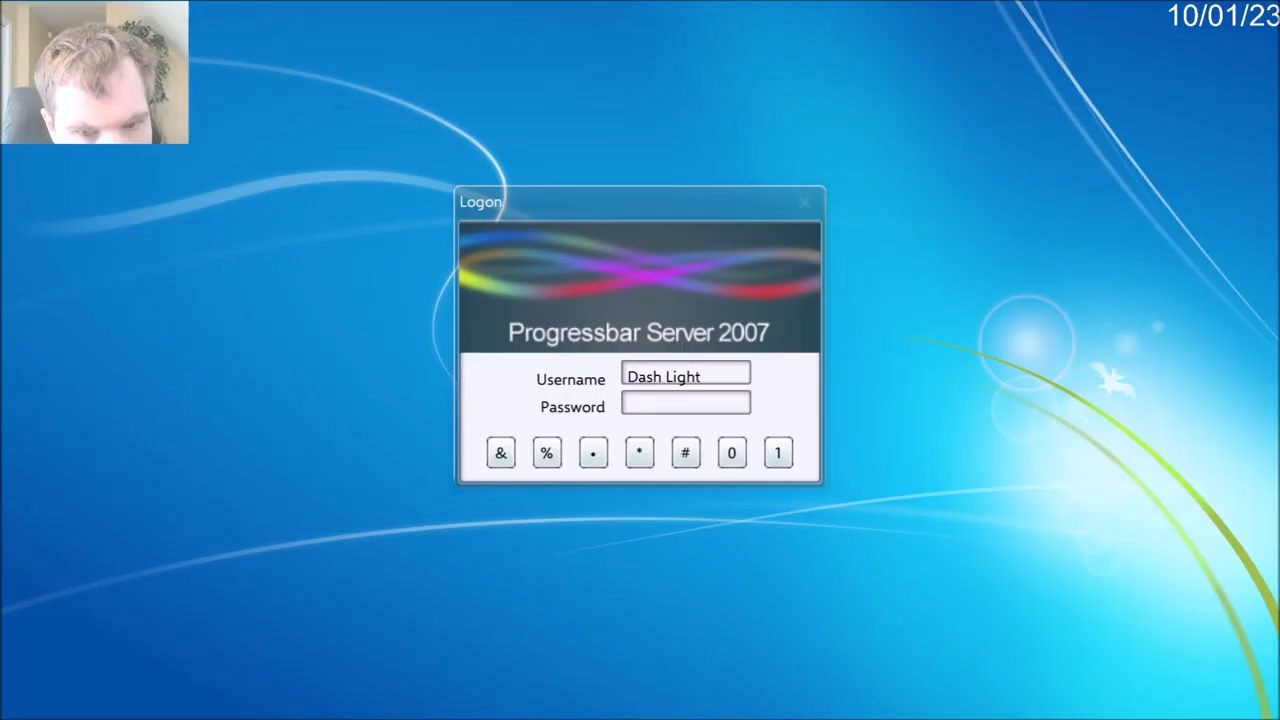 10/01/23
Logon
Progressbar Server 2007
Username
Dash Light
Password
& % • * # 0 1